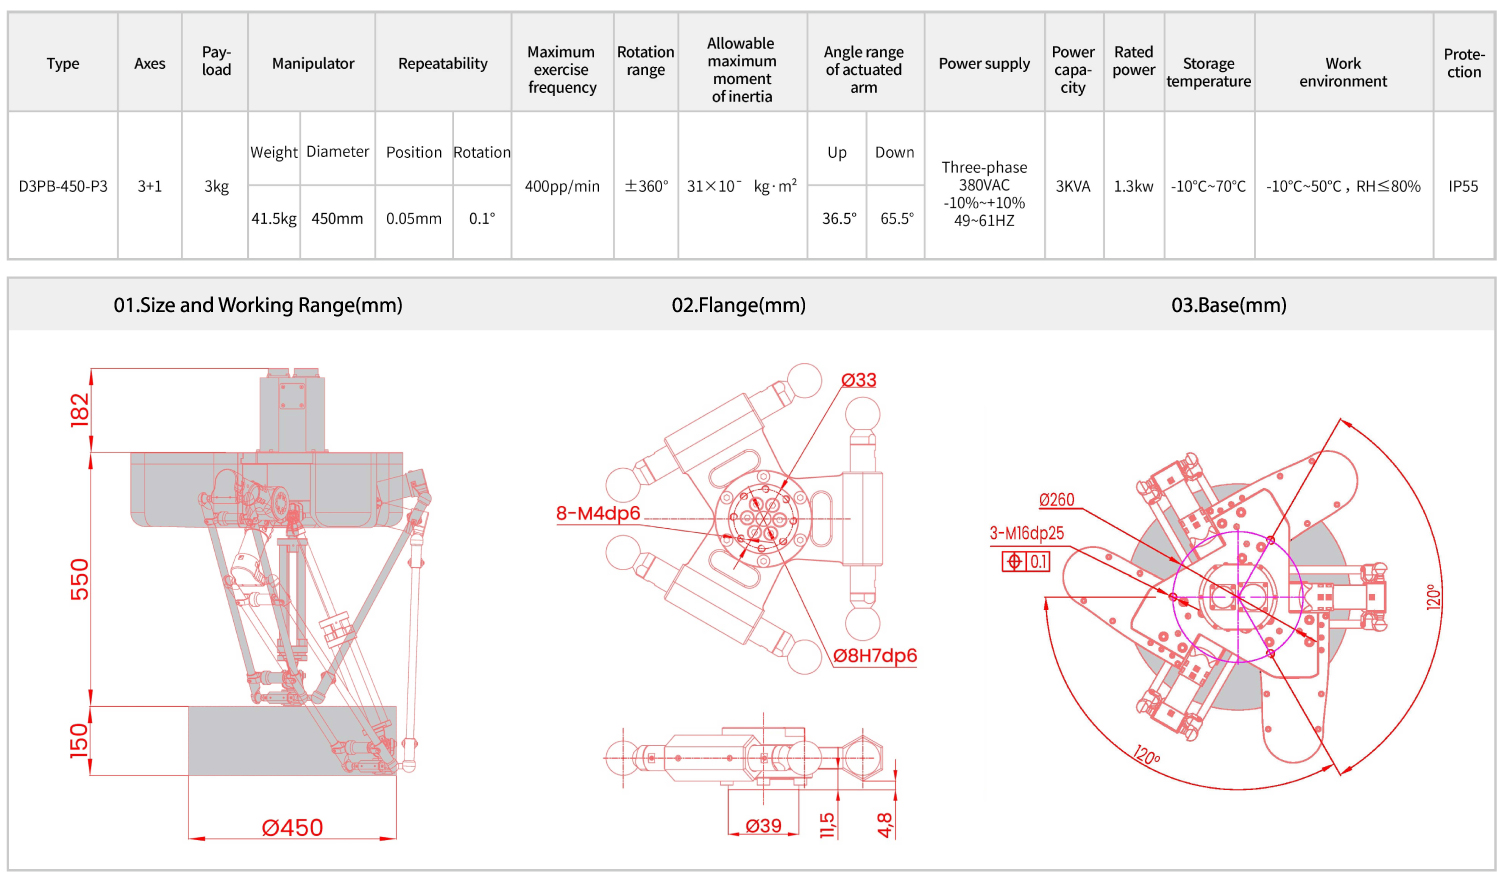 Type
Axes
Pay-
load
Manipulator
Repeatability
Maximum
exercise
frequency
Rotation
range
Allowable
maximum
moment
of inertia
Angle range
of actuated
arm
Power supply
Power
capa-
city
Rated
power
Storage
temperature
Work
environment
Prote-
ction
D3PB-450-P3
3+1
3kg
Weight
Diameter
41.5kg
450mm
Position
Rotation
0.05mm
0.1°
400pp/min
±360°
31×10⁻ kg·m²
Up
Down
36.5°
65.5°
Three-phase
380VAC
-10%~+10%
49~61HZ
3KVA
1.3kw
-10℃~70℃
-10℃~50℃ , RH≤80%
IP55
01.Size and Working Range(mm)
02.Flange(mm)
03.Base(mm)
182
550
150
Ø450
Ø33
8-M4dp6
Ø8H7dp6
Ø39
11,5
4,8
Ø260
3-M16dp25
0.1
120°
120°